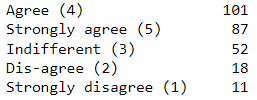 Agree (4) 101
Strongly agree (5) 87
Indifferent (3) 52
Dis-agree (2) 18
Strongly disagree (1) 11